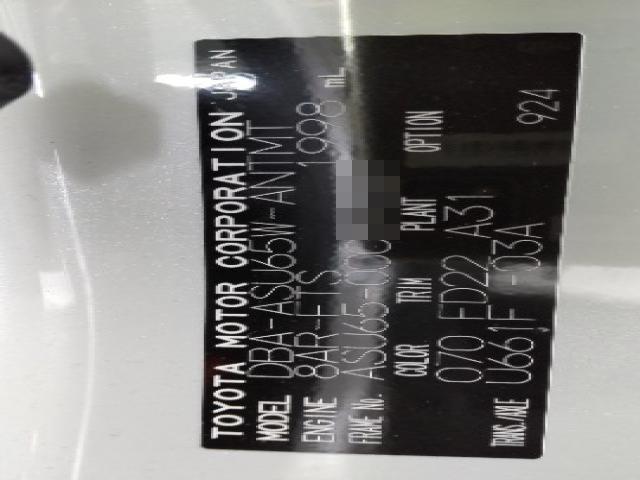 TOYOTA MOTOR CORPORATION JAPAN
MODEL DBA-ASU65W-ANTMT
ENGINE 8AR-FTS 1998 mL
FRAME No. ASU65-000
COLOR TRIM PLANT OPTION
070 FD22 A31
TRANS./AXLE U661F -03A 924